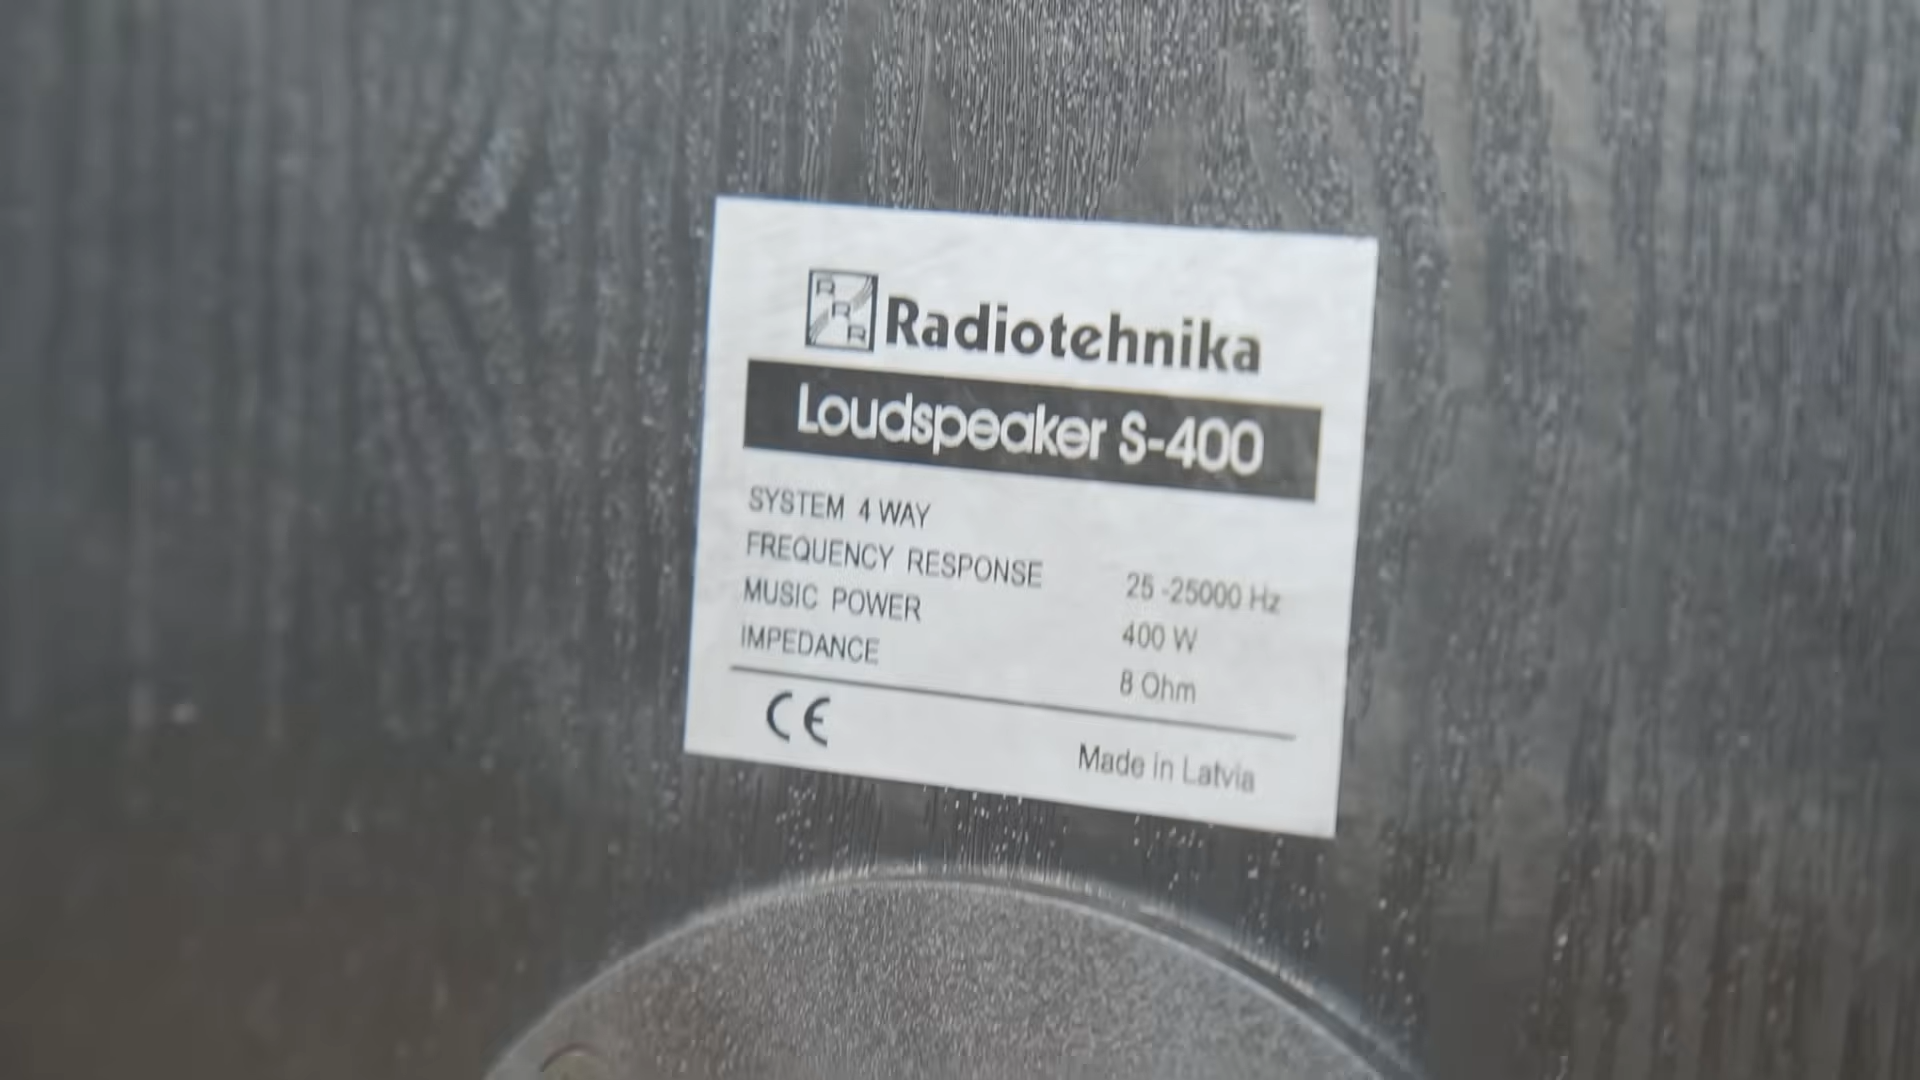 RRR Radiotehnika
Loudspeaker S-400
SYSTEM 4 WAY
FREQUENCY RESPONSE 25-25000 Hz
MUSIC POWER 400 W
IMPEDANCE 8 Ohm
CE Made in Latvia